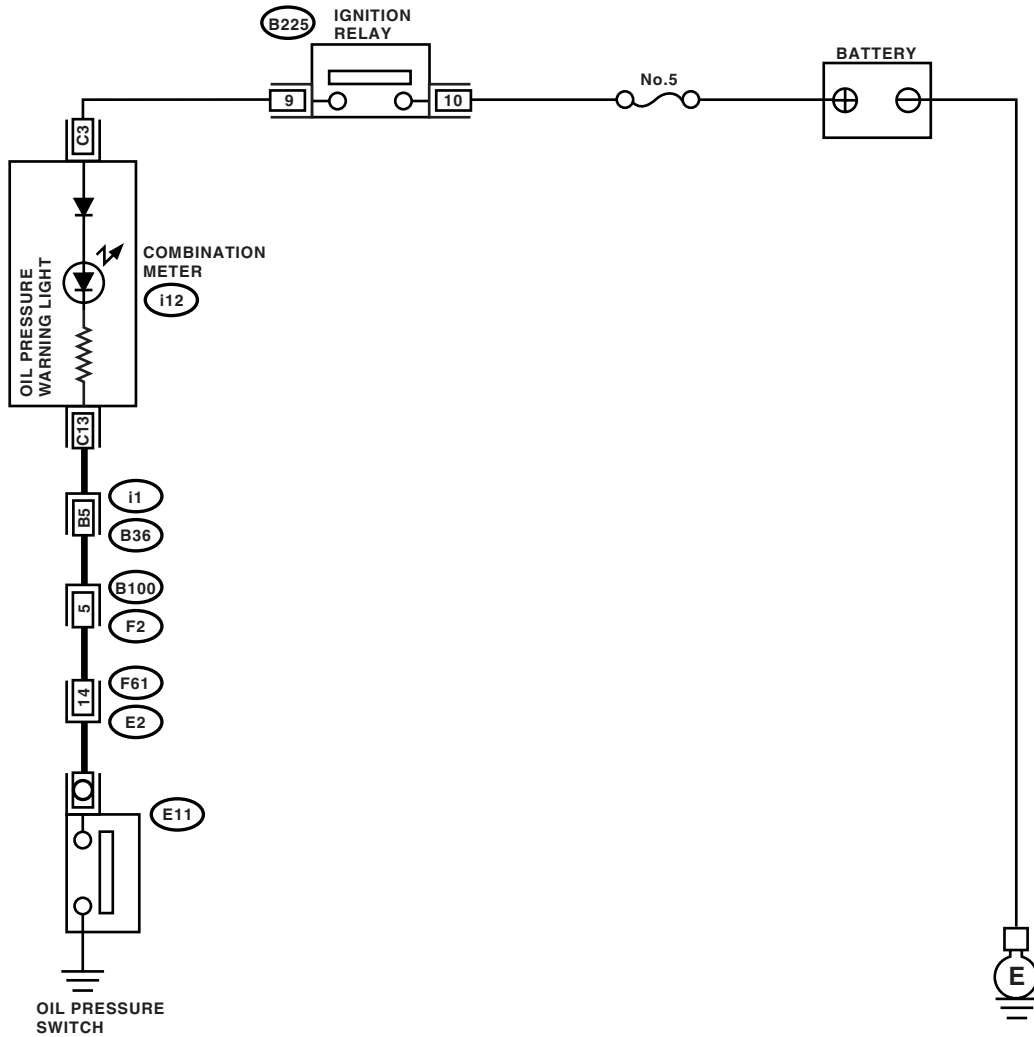 B225
IGNITION
RELAY
BATTERY
No.5
9
10
C3
OIL PRESSURE
WARNING LIGHT
COMBINATION
METER
i12
C13
i1
B5
B36
B100
5
F2
F61
14
E2
E11
E
OIL PRESSURE
SWITCH